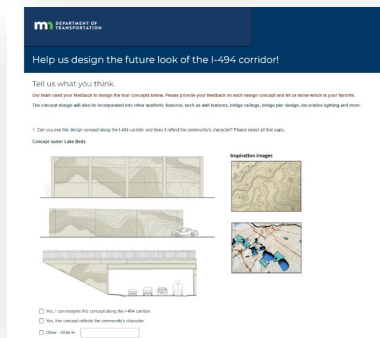 m DEPARTMENT OF
TRANSPORTATION
Help us design the future look of the I-494 corridor!
Tell us what you think.
Our team used your feedback to design the four concepts below. Please provide your feedback on each design concept and let us know which is your favorite.
The concept design will also be incorporated into other aesthetic features, such as wall features, bridge railings, bridge pier design, decorative lighting and more.
1. Can you see this design concept along the I-494 corridor and does it reflect the community's character? Please select all that apply.
Concept name: Lake Beds
Inspiration images
Yes, I can imagine this concept along the I-494 corridor.
Yes, this concept reflects the community's character.
Other - Write In